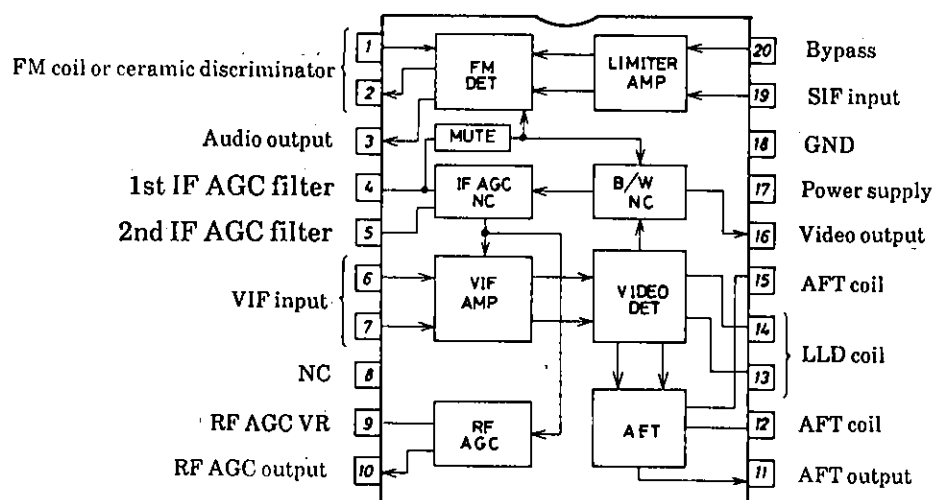 1
FM coil or ceramic discriminator
2
Audio output
3
1st IF AGC filter
4
2nd IF AGC filter
5
VIF input
6
7
NC
8
RF AGC VR
9
RF AGC output
10
FM
DET
LIMITER
AMP
MUTE
IF AGC
NC
B/W
NC
VIF
AMP
VIDEO
DET
RF
AGC
AFT
20
Bypass
19
SIF input
18
GND
17
Power supply
16
Video output
15
AFT coil
14
LLD coil
13
12
AFT coil
11
AFT output